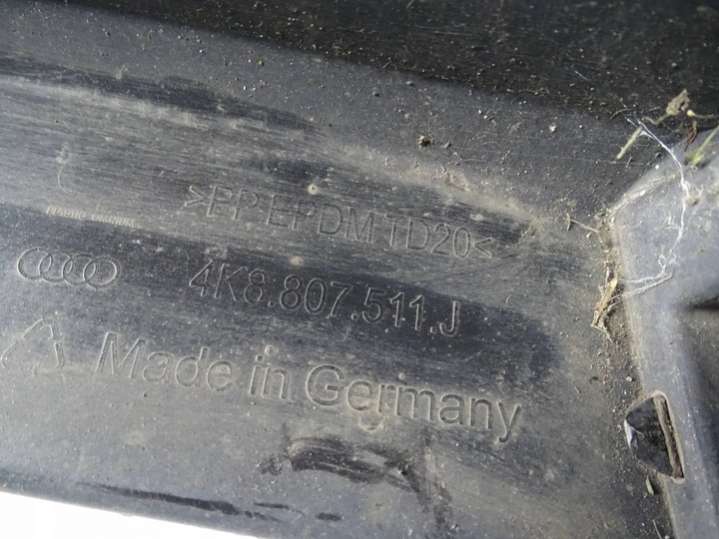 >PP EPDM TD20<
4K8.807.511.J
Made in Germany